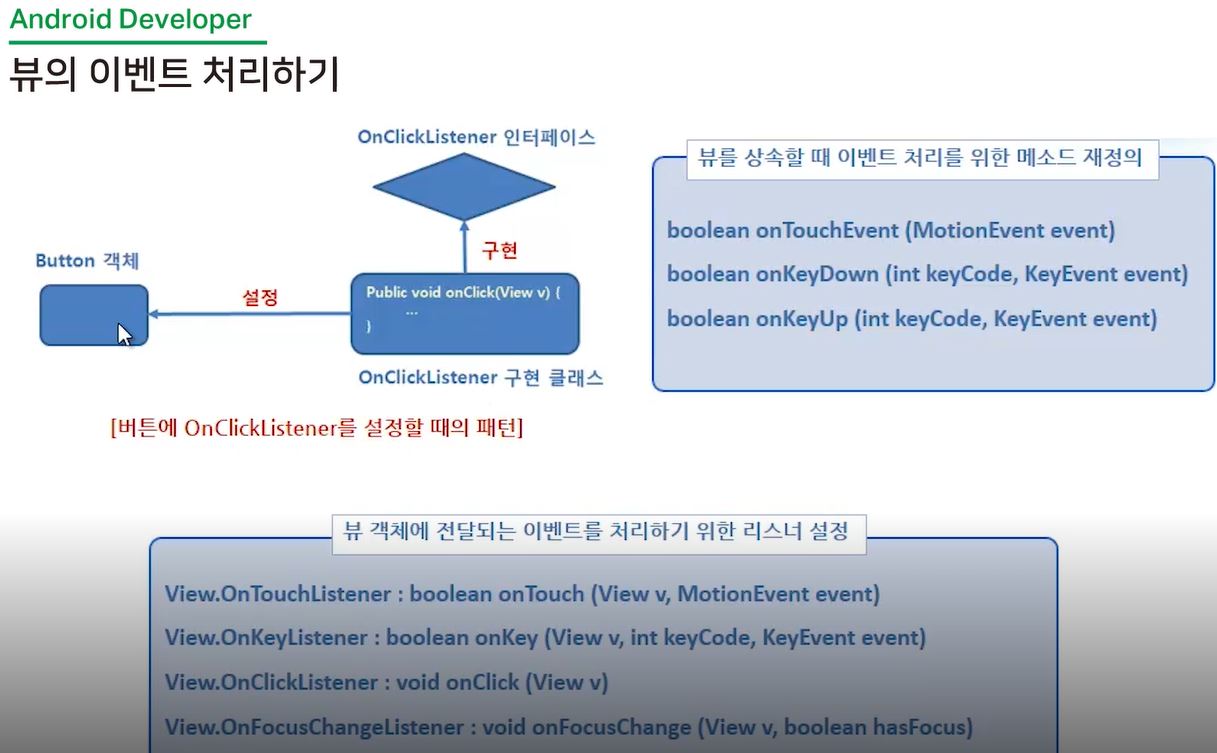 Android Developer
뷰의 이벤트 처리하기
OnClickListener 인터페이스
구현
Button 객체
설정
Public void onClick(View v) {
...
}
OnClickListener 구현 클래스
[버튼에 OnClickListener를 설정할 때의 패턴]
뷰를 상속할 때 이벤트 처리를 위한 메소드 재정의
boolean onTouchEvent (MotionEvent event)
boolean onKeyDown (int keyCode, KeyEvent event)
boolean onKeyUp (int keyCode, KeyEvent event)
뷰 객체에 전달되는 이벤트를 처리하기 위한 리스너 설정
View.OnTouchListener : boolean onTouch (View v, MotionEvent event)
View.OnKeyListener : boolean onKey (View v, int keyCode, KeyEvent event)
View.OnClickListener : void onClick (View v)
View.OnFocusChangeListener : void onFocusChange (View v, boolean hasFocus)